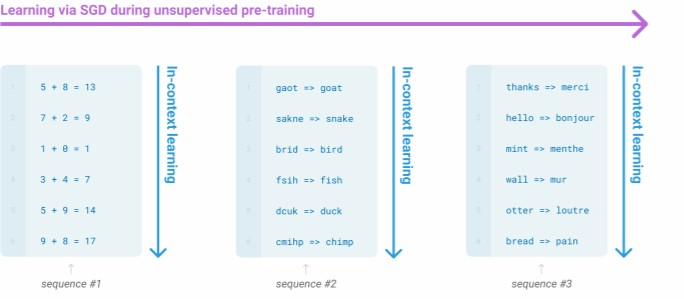 Learning via SGD during unsupervised pre-training
1 5 + 8 = 13
2 7 + 2 = 9
3 1 + 0 = 1
4 3 + 4 = 7
5 5 + 9 = 14
6 9 + 8 = 17
In-context learning
sequence #1
1 gaot => goat
2 sakne => snake
3 brid => bird
4 fsih => fish
5 dcuk => duck
6 cmihp => chimp
In-context learning
sequence #2
1 thanks => merci
2 hello => bonjour
3 mint => menthe
4 wall => mur
5 otter => loutre
6 bread => pain
In-context learning
sequence #3